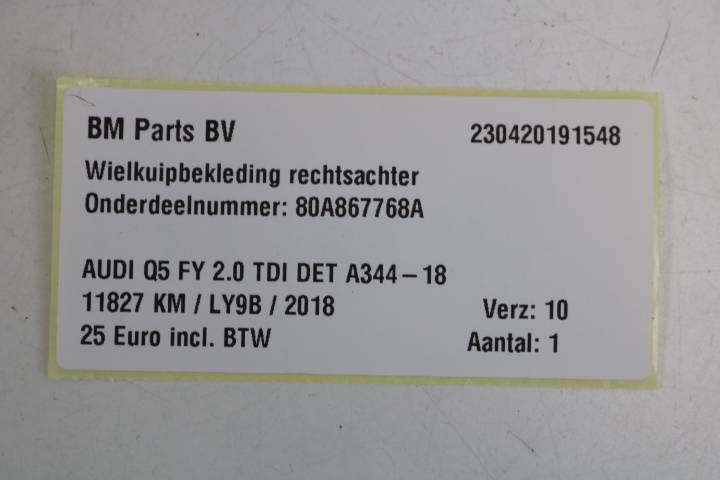 BM Parts BV 230420191548
Wielkuipbekleding rechtsachter
Onderdeelnummer: 80A867768A
AUDI Q5 FY 2.0 TDI DET A344-18
11827 KM / LY9B / 2018 Verz: 10
25 Euro incl. BTW Aantal: 1